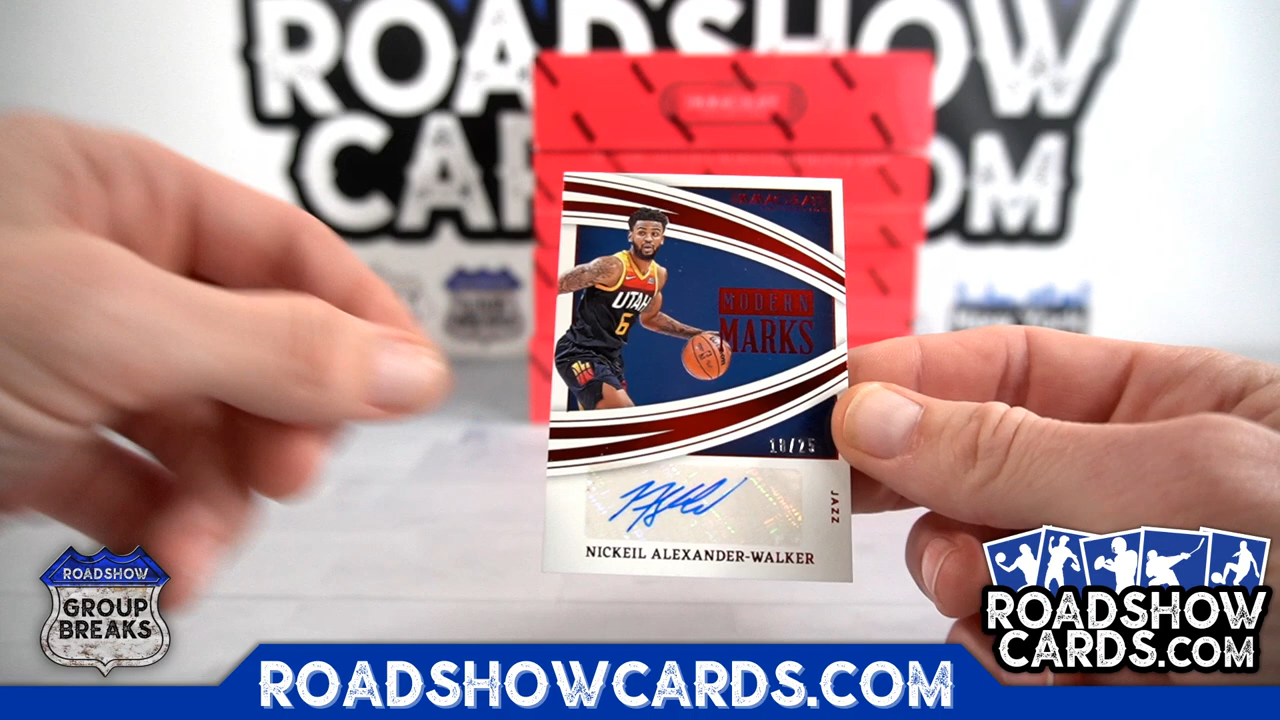 ROADSHOW
CARDS.COM
IMMACULATE
UTAH
6
MODERN
MARKS
18/25
JAZZ
NICKEIL ALEXANDER-WALKER
ROADSHOW
GROUP
BREAKS
ROADSHOW
CARDS.COM
ROADSHOWCARDS.COM